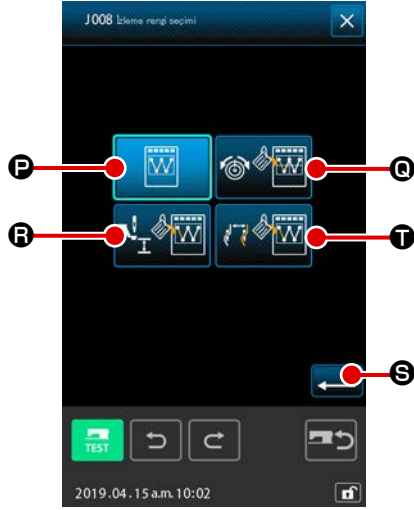 J008 İzleme rengi seçimi
P
Q
R
T
S
TEST
2019.04.15 a.m. 10:02